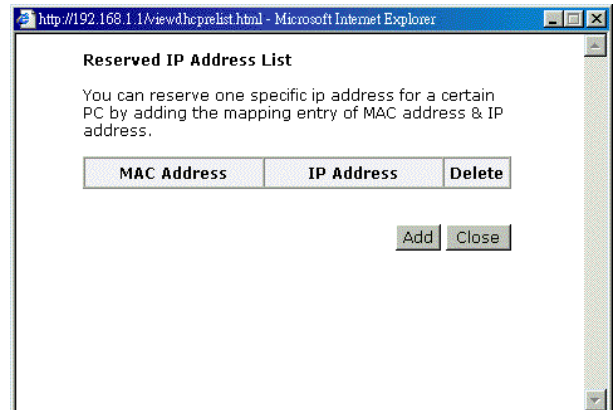 http://192.168.1.1/viewdhcprelist.html - Microsoft Internet Explorer
Reserved IP Address List
You can reserve one specific ip address for a certain
PC by adding the mapping entry of MAC address & IP
address.
MAC Address IP Address Delete
Add Close